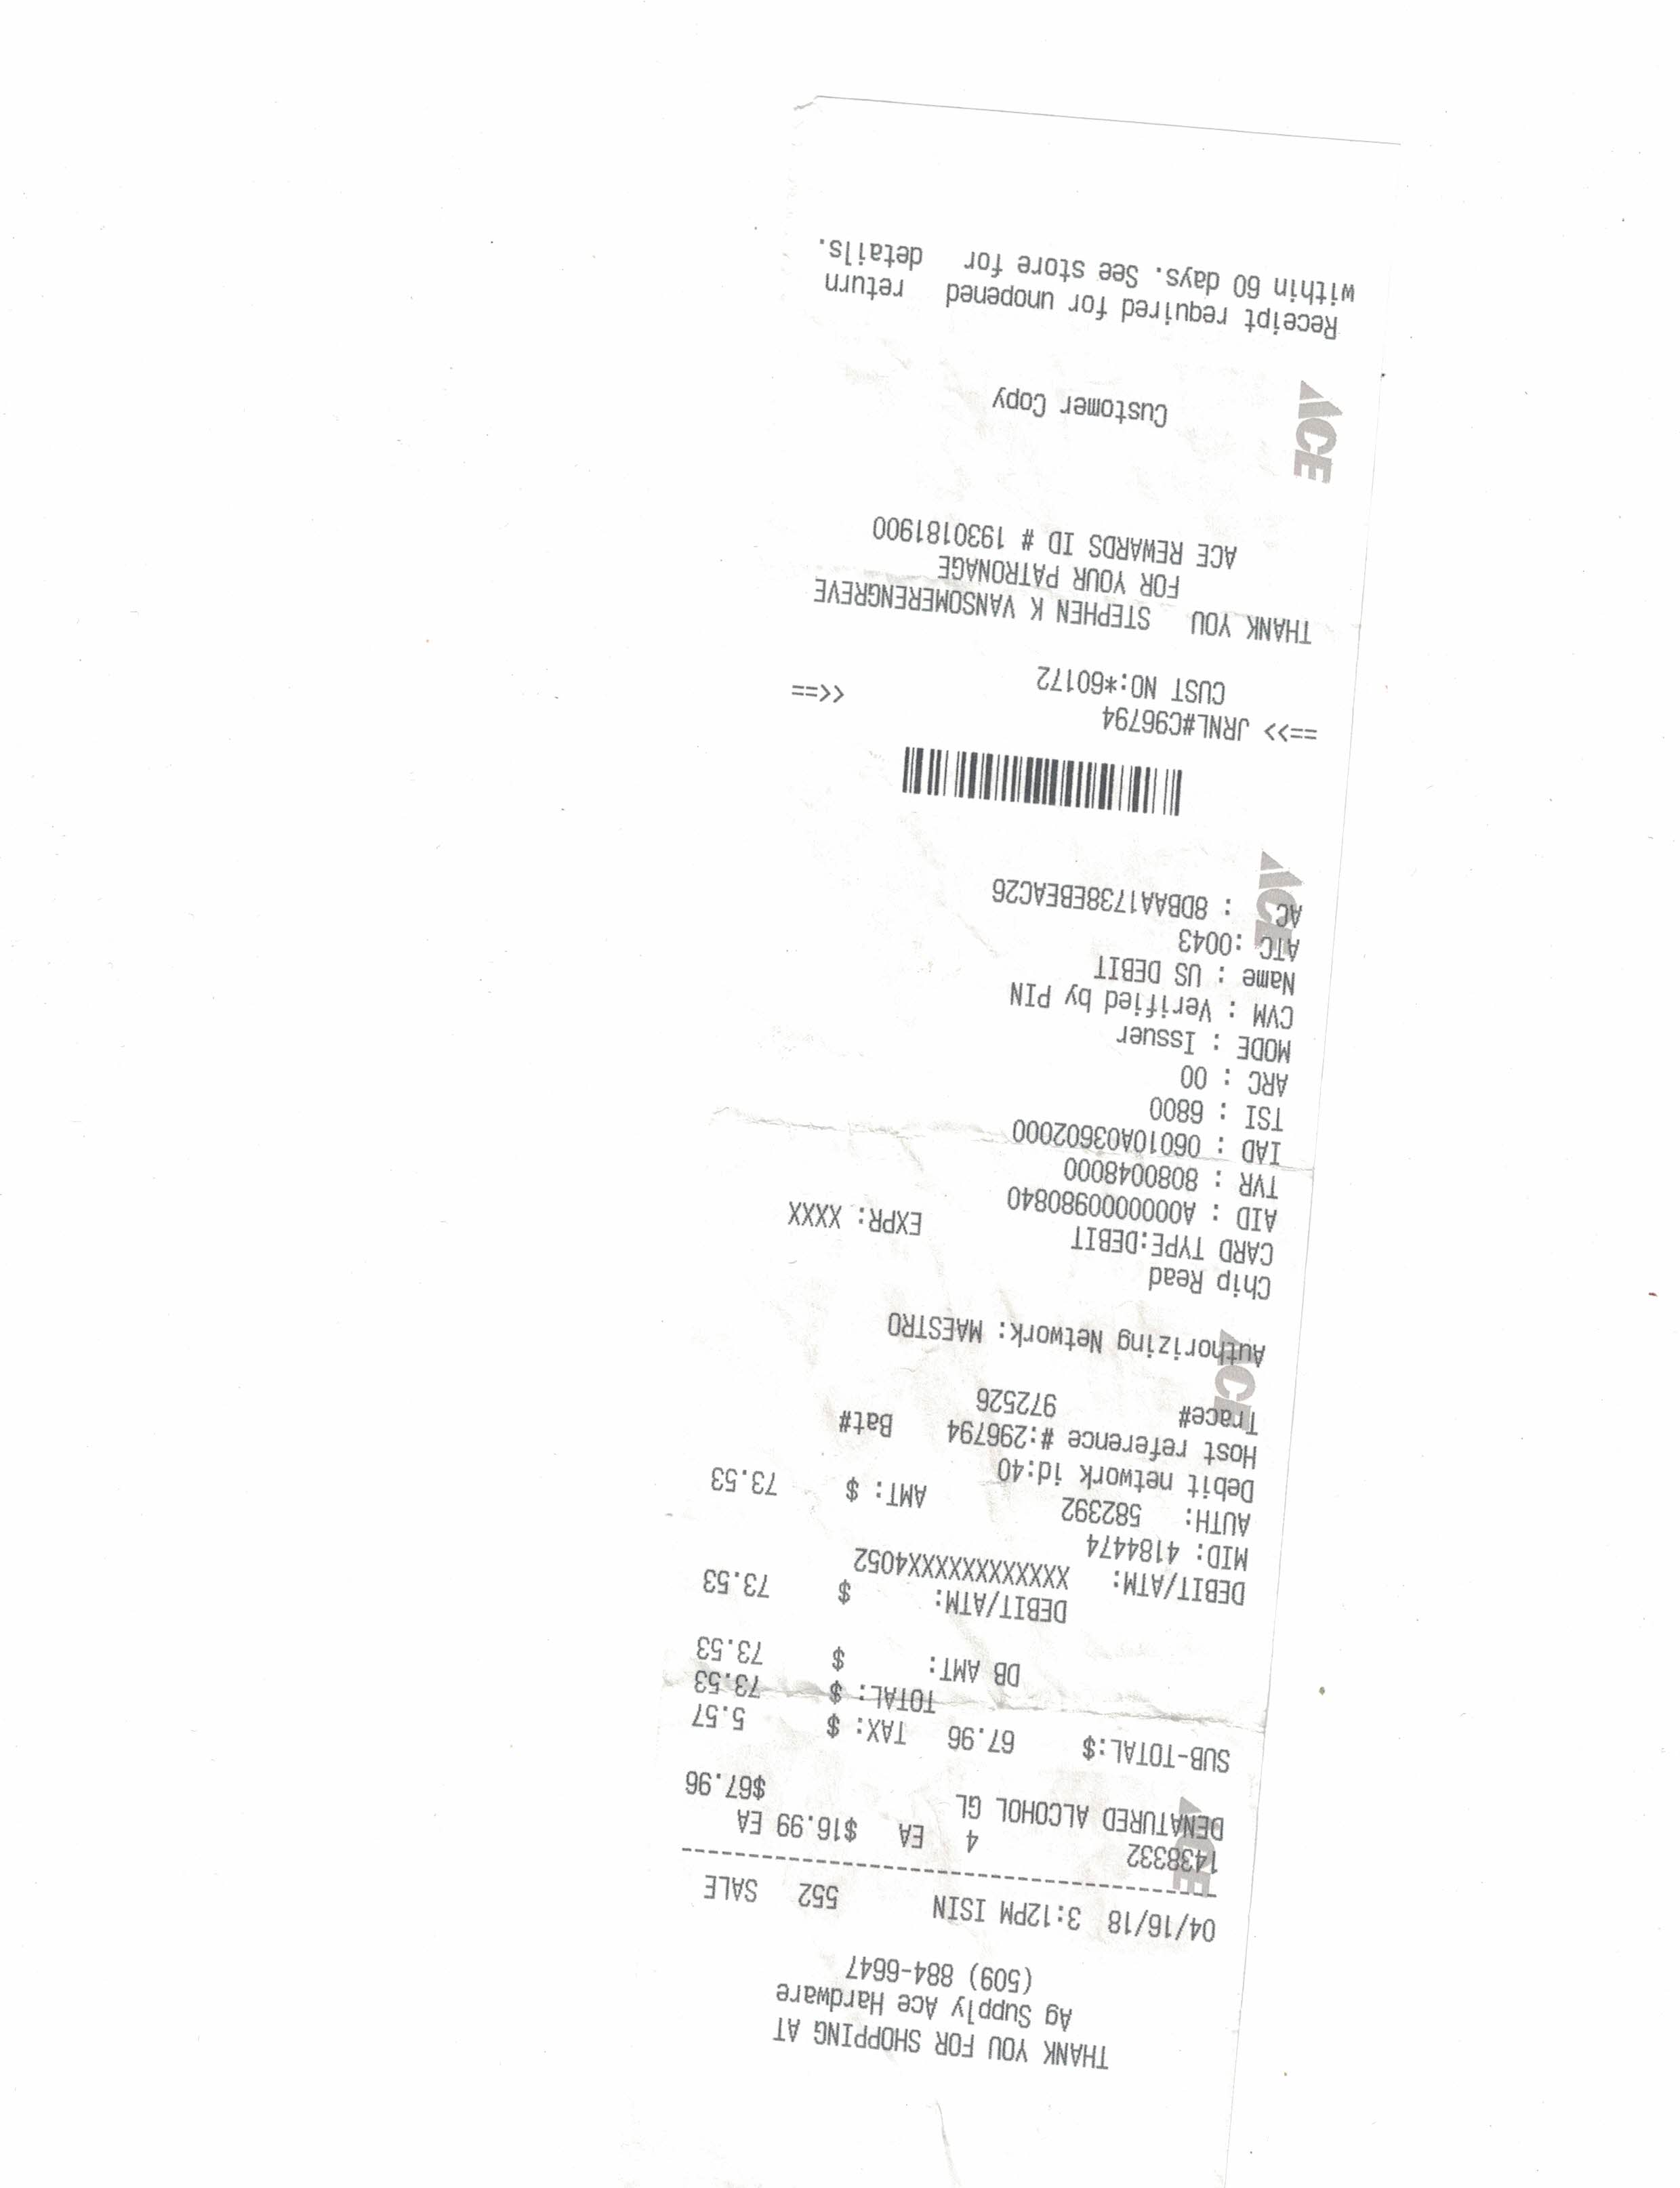 THANK YOU FOR SHOPPING AT
Ag Supply Ace Hardware
(509) 884-6647
04/16/18 3:12PM ISIN 552 SALE
1438332 4 EA $16.99 EA
DENATURED ALCOHOL GL $67.96
SUB-TOTAL:$ 67.96 TAX: $ 5.57
TOTAL: $ 73.53
DB AMT: $ 73.53
DEBIT/ATM: $ 73.53
DEBIT/ATM: XXXXXXXXXXXX4052
MID: 4184474
AUTH: 582392 AMT: $ 73.53
Debit network id:40
Host reference #:296794 Bat#
Trace# 972526
Authorizing Network: MAESTRO
Chip Read
CARD TYPE:DEBIT EXPR: XXXX
AID : A0000000980840
TVR : 8080048000
IAD : 06010A03602000
TSI : 6800
ARC : 00
MODE : Issuer
CVM : Verified by PIN
Name : US DEBIT
ATC :0043
AC : 8DBAA1738EBEAC26
==>> JRNL#C96794 <<==
CUST NO:*60172
THANK YOU STEPHEN K VANSOMERENGREVE
FOR YOUR PATRONAGE
ACE REWARDS ID # 1930181900
Customer Copy
Receipt required for unopened return
within 60 days. See store for details.
ACE
ACE
ACE
ACE